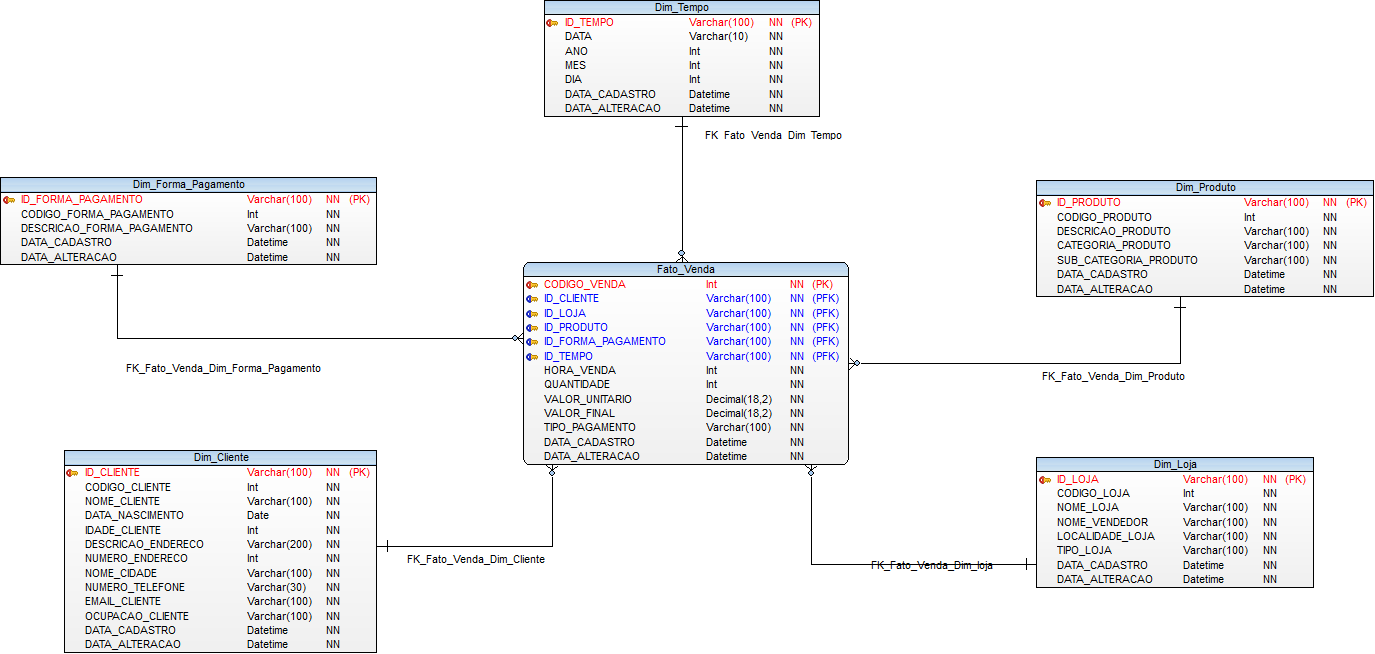 Dim_Tempo
ID_TEMPO Varchar(100) NN (PK)
DATA Varchar(10) NN
ANO Int NN
MES Int NN
DIA Int NN
DATA_CADASTRO Datetime NN
DATA_ALTERACAO Datetime NN
FK_Fato_Venda_Dim_Tempo
Dim_Forma_Pagamento
ID_FORMA_PAGAMENTO Varchar(100) NN (PK)
CODIGO_FORMA_PAGAMENTO Int NN
DESCRICAO_FORMA_PAGAMENTO Varchar(100) NN
DATA_CADASTRO Datetime NN
DATA_ALTERACAO Datetime NN
FK_Fato_Venda_Dim_Forma_Pagamento
Dim_Produto
ID_PRODUTO Varchar(100) NN (PK)
CODIGO_PRODUTO Int NN
DESCRICAO_PRODUTO Varchar(100) NN
CATEGORIA_PRODUTO Varchar(100) NN
SUB_CATEGORIA_PRODUTO Varchar(100) NN
DATA_CADASTRO Datetime NN
DATA_ALTERACAO Datetime NN
FK_Fato_Venda_Dim_Produto
Fato_Venda
CODIGO_VENDA Int NN (PK)
ID_CLIENTE Varchar(100) NN (PFK)
ID_LOJA Varchar(100) NN (PFK)
ID_PRODUTO Varchar(100) NN (PFK)
ID_FORMA_PAGAMENTO Varchar(100) NN (PFK)
ID_TEMPO Varchar(100) NN (PFK)
HORA_VENDA Int NN
QUANTIDADE Int NN
VALOR_UNITARIO Decimal(18,2) NN
VALOR_FINAL Decimal(18,2) NN
TIPO_PAGAMENTO Varchar(100) NN
DATA_CADASTRO Datetime NN
DATA_ALTERACAO Datetime NN
Dim_Cliente
ID_CLIENTE Varchar(100) NN (PK)
CODIGO_CLIENTE Int NN
NOME_CLIENTE Varchar(100) NN
DATA_NASCIMENTO Date NN
IDADE_CLIENTE Int NN
DESCRICAO_ENDERECO Varchar(200) NN
NUMERO_ENDERECO Int NN
NOME_CIDADE Varchar(100) NN
NUMERO_TELEFONE Varchar(30) NN
EMAIL_CLIENTE Varchar(100) NN
OCUPACAO_CLIENTE Varchar(100) NN
DATA_CADASTRO Datetime NN
DATA_ALTERACAO Datetime NN
FK_Fato_Venda_Dim_Cliente
Dim_Loja
ID_LOJA Varchar(100) NN (PK)
CODIGO_LOJA Int NN
NOME_LOJA Varchar(100) NN
NOME_VENDEDOR Varchar(100) NN
LOCALIDADE_LOJA Varchar(100) NN
TIPO_LOJA Varchar(100) NN
DATA_CADASTRO Datetime NN
DATA_ALTERACAO Datetime NN
FK_Fato_Venda_Dim_loja